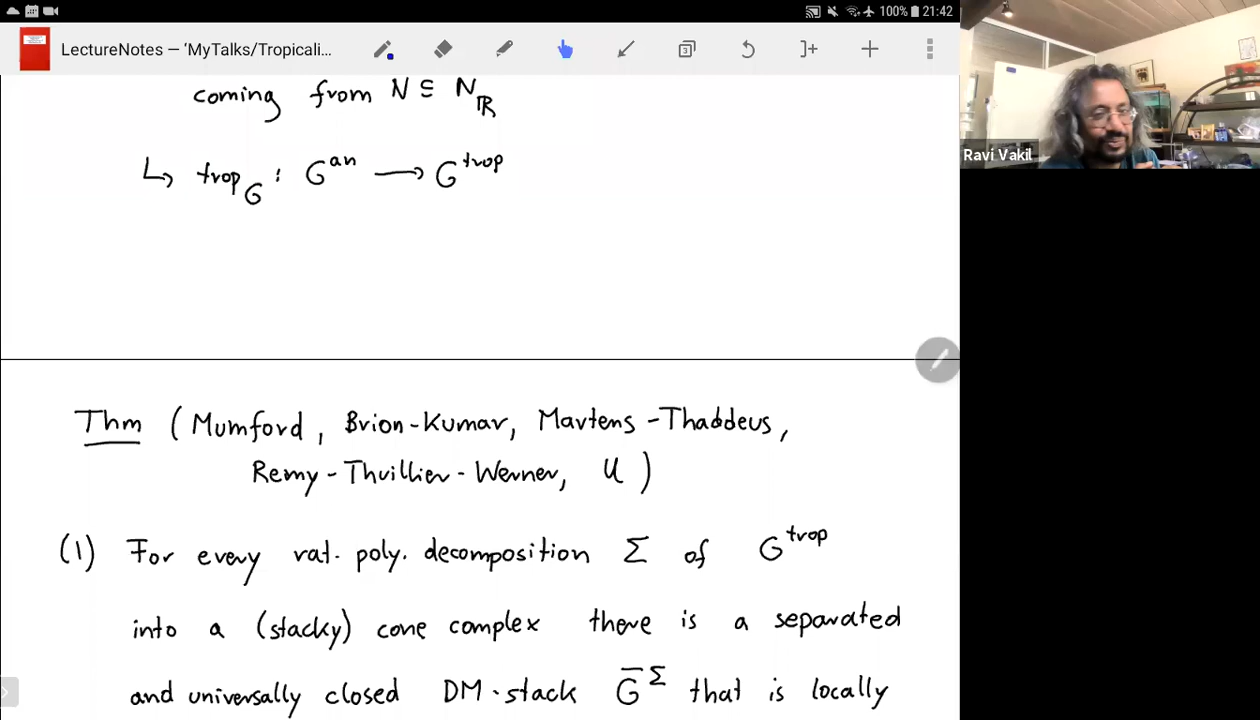 100% 21:42
LectureNotes — ‘MyTalks/Tropicali...
coming from N ⊆ N_ℝ
↳ trop_G : G^an ⟶ G^trop
Ravi Vakil
Thm ( Mumford, Brion-Kumar, Martens-Thaddeus,
Remy-Thuillier-Werner, U )
(1) For every rat. poly. decomposition Σ of G^trop
into a (stacky) cone complex there is a separated
and universally closed DM-stack G̅^Σ that is locally